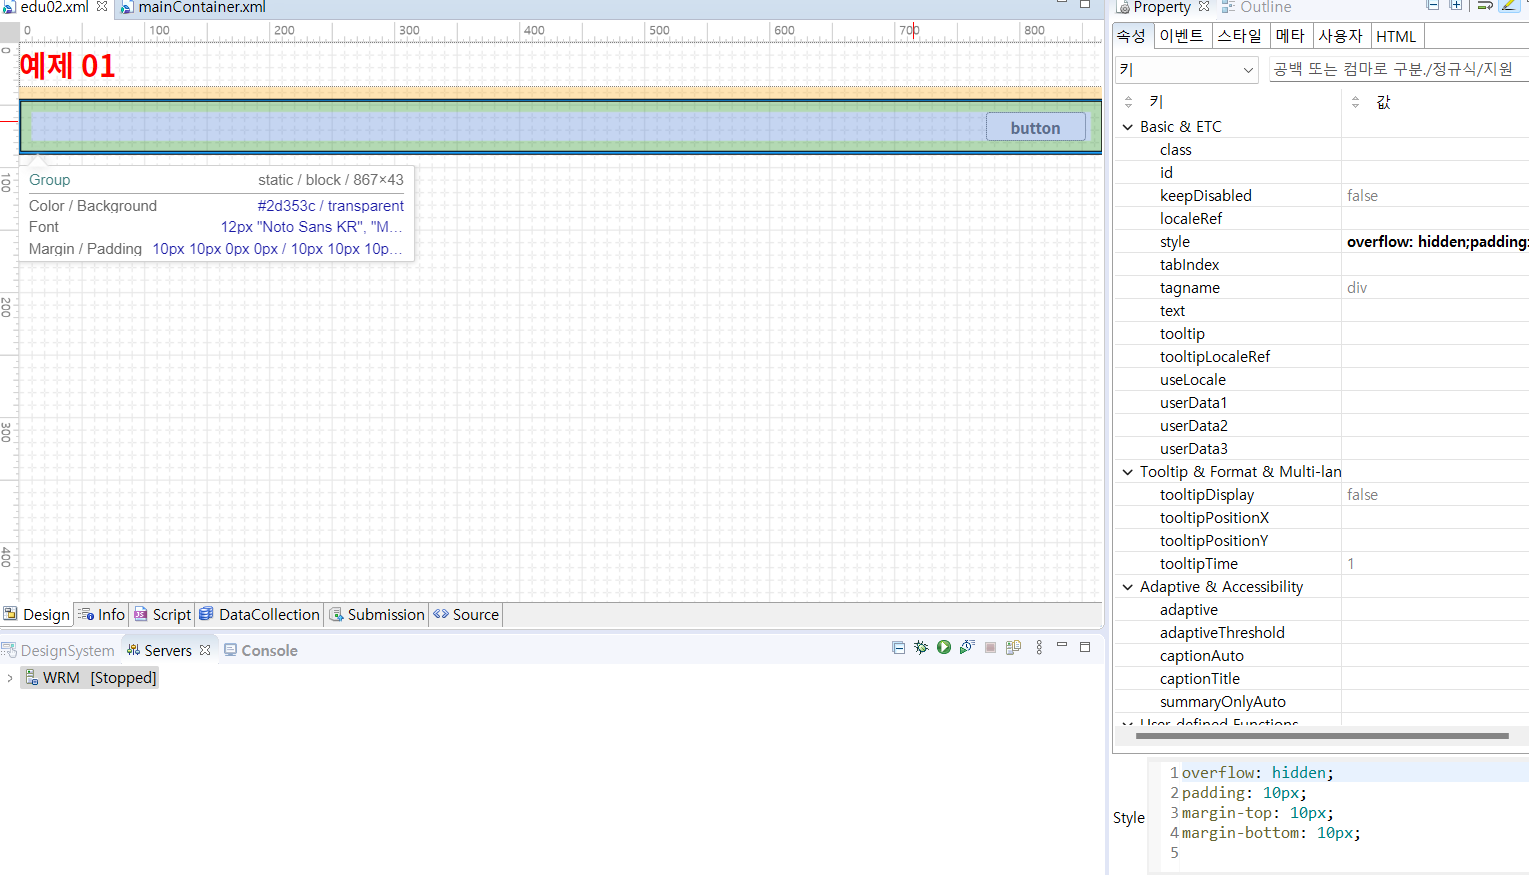 edu02.xml
mainContainer.xml
0 100 200 300 400 500 600 700 800
0
100
200
300
400
예제 01
button
Group static / block / 867×43
Color / Background #2d353c / transparent
Font 12px "Noto Sans KR", "M...
Margin / Padding 10px 10px 0px 0px / 10px 10px 10p...
Design Info Script DataCollection Submission Source
DesignSystem Servers Console
WRM [Stopped]
Property Outline
속성 이벤트 스타일 메타 사용자 HTML
키 공백 또는 컴마로 구분./정규식/지원
키 값
Basic & ETC
class
id
keepDisabled false
localeRef
style overflow: hidden;padding:
tabIndex
tagname div
text
tooltip
tooltipLocaleRef
useLocale
userData1
userData2
userData3
Tooltip & Format & Multi-lan
tooltipDisplay false
tooltipPositionX
tooltipPositionY
tooltipTime 1
Adaptive & Accessibility
adaptive
adaptiveThreshold
captionAuto
captionTitle
summaryOnlyAuto
User-defined Functions
Style
1 overflow: hidden;
2 padding: 10px;
3 margin-top: 10px;
4 margin-bottom: 10px;
5